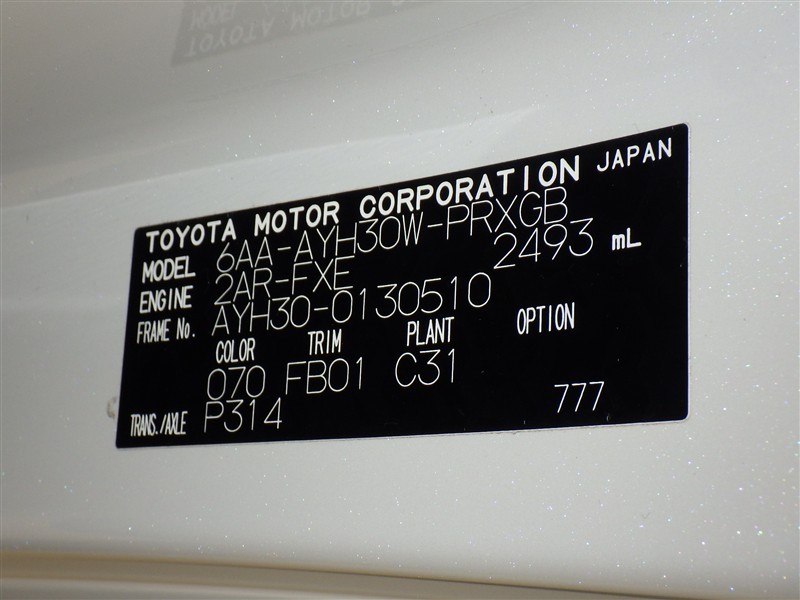 TOYOTA MOTOR CORPORATION JAPAN
MODEL 6AA-AYH30W-PRXGB
ENGINE 2AR-FXE 2493 mL
FRAME No. AYH30-0130510
COLOR TRIM PLANT OPTION
070 FB01 C31
TRANS./AXLE P314 777